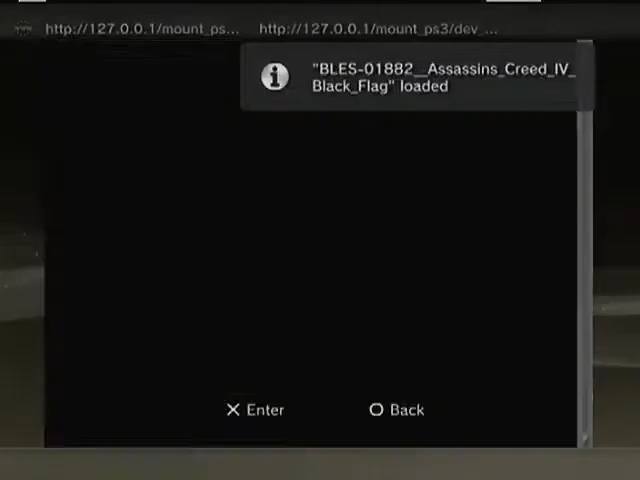 http://127.0.0.1/mount_ps... http://127.0.0.1/mount_ps3/dev_...
"BLES-01882__Assassins_Creed_IV_
Black_Flag" loaded
Enter Back